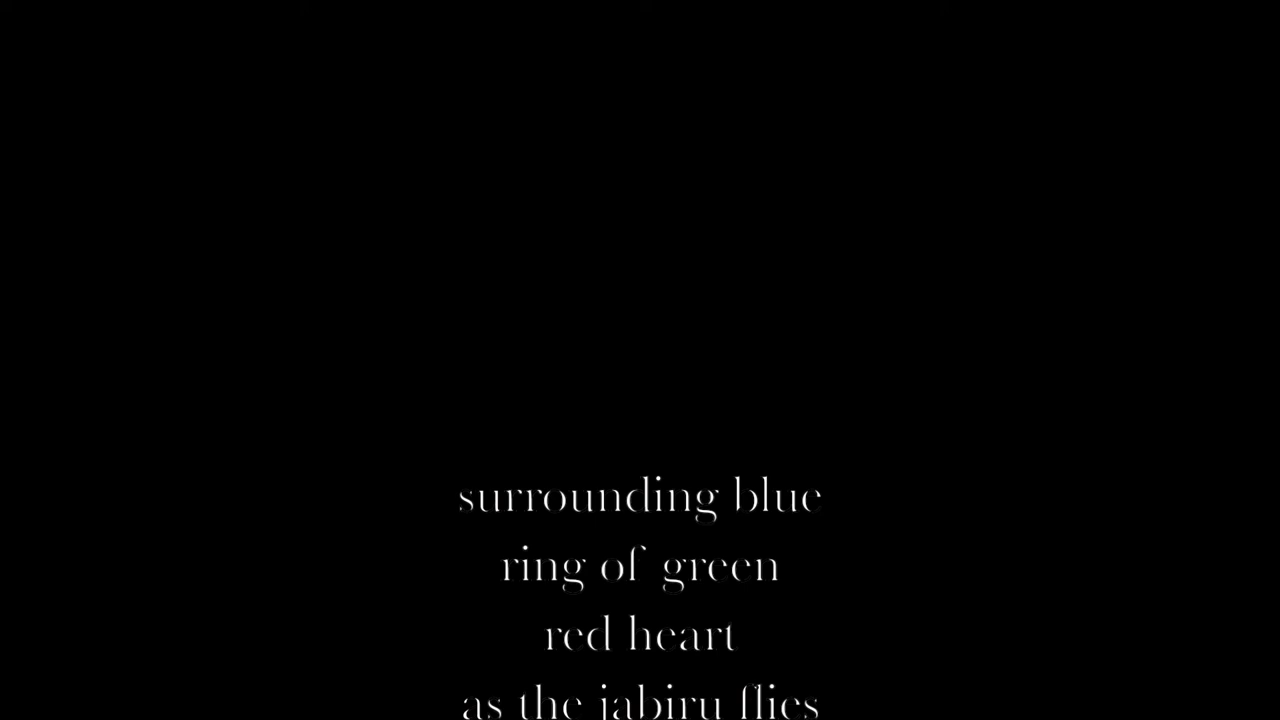 surrounding blue
ring of green
red heart
as the jabiru flies